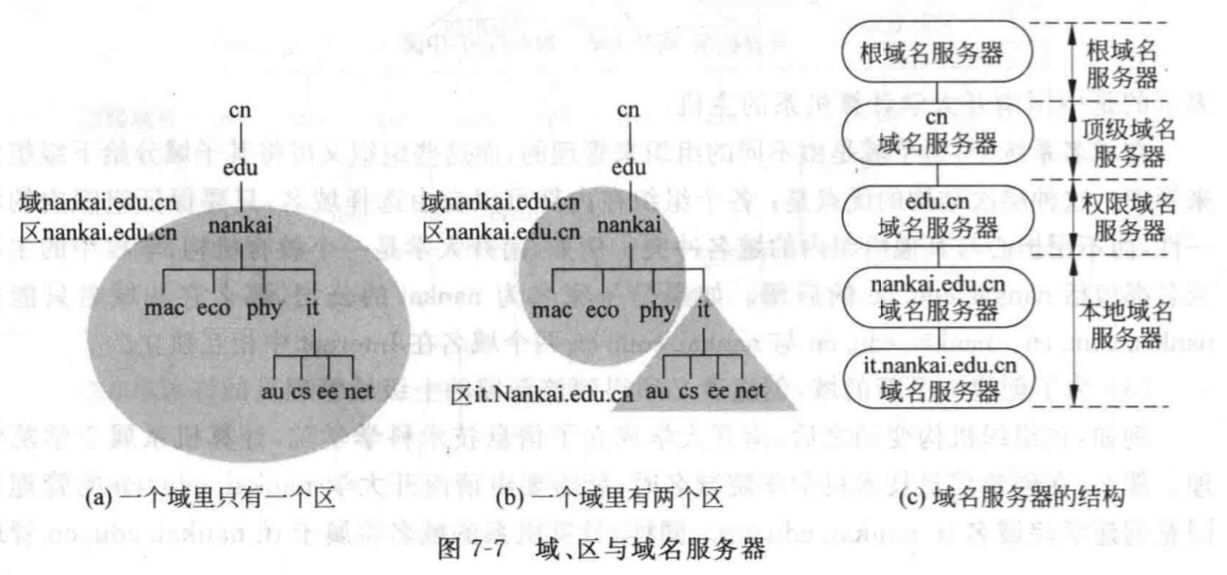 cn
edu
域nankai.edu.cn
区nankai.edu.cn
nankai
mac eco phy it
au cs ee net
(a) 一个域里只有一个区
cn
edu
域nankai.edu.cn
区nankai.edu.cn
nankai
mac eco phy it
au cs ee net
区it.Nankai.edu.cn
(b) 一个域里有两个区
根域名服务器
cn
域名服务器
edu.cn
域名服务器
nankai.edu.cn
域名服务器
it.nankai.edu.cn
域名服务器
根域名
服务器
顶级域名
服务器
权限域名
服务器
本地域名
服务器
(c) 域名服务器的结构
图 7-7 域、区与域名服务器